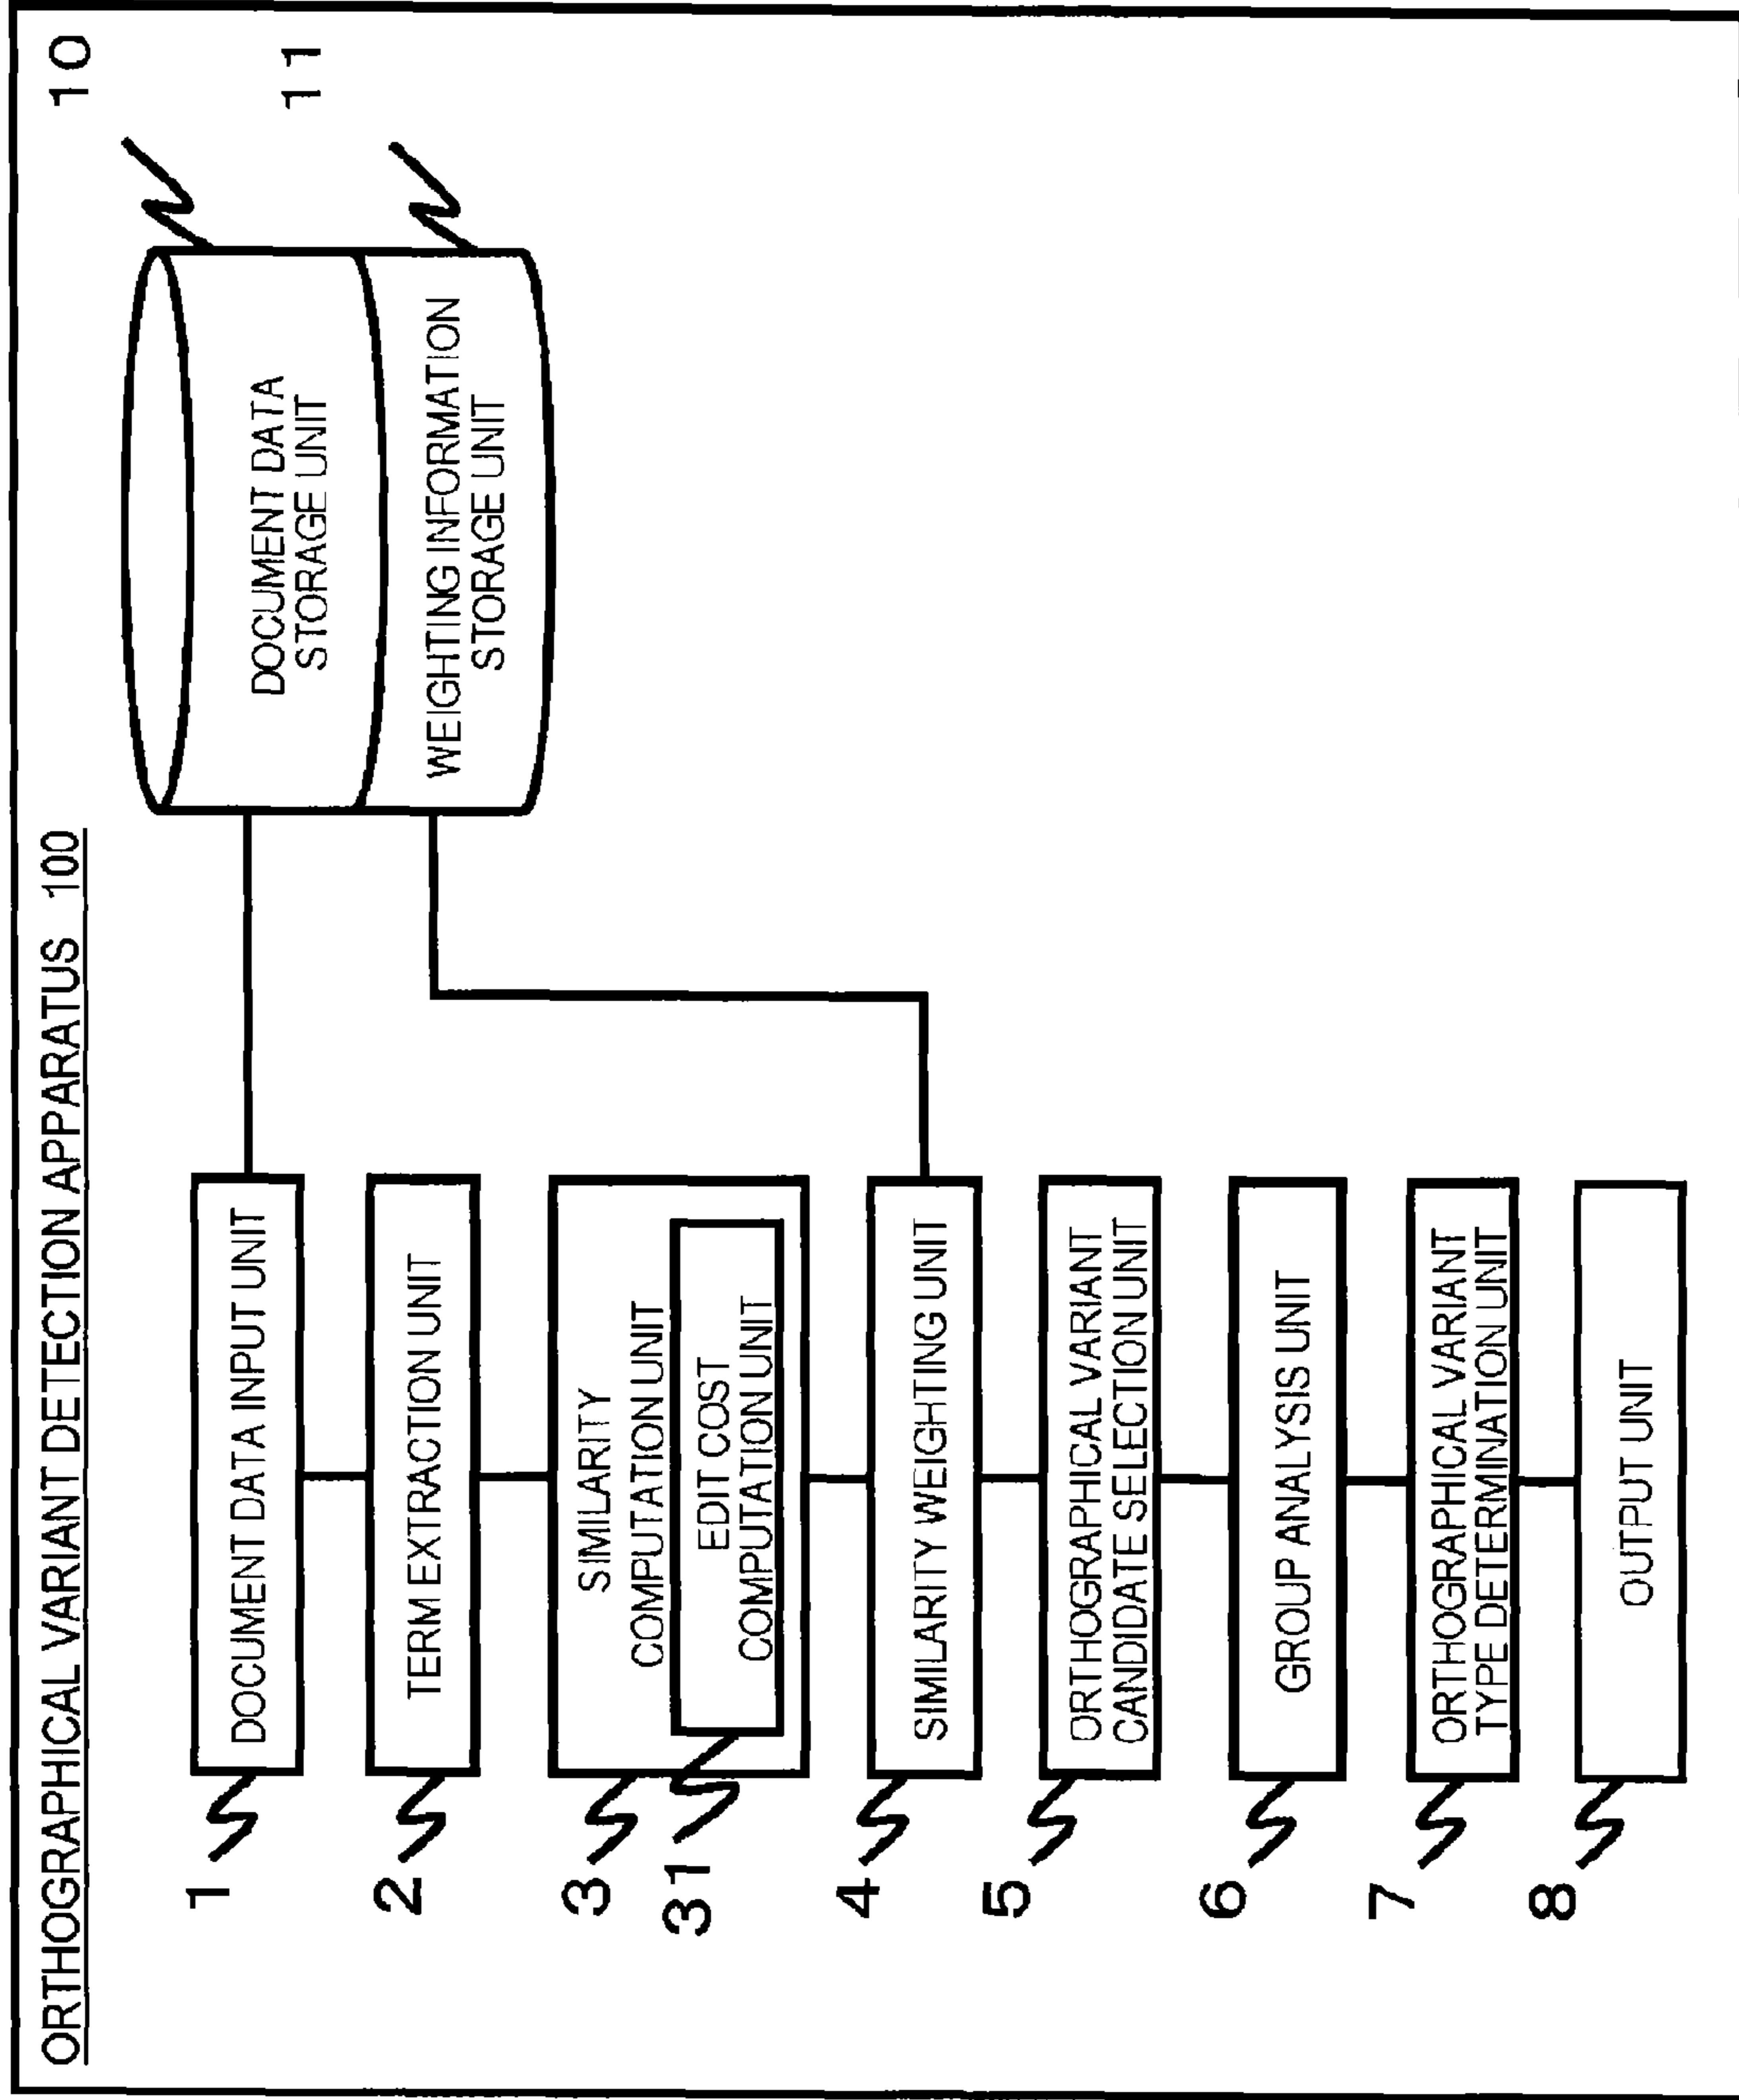 ORTHOGRAPHICAL VARIANT DETECTION APPARATUS 100
10
11
DOCUMENT DATA
STORAGE UNIT
WEIGHTING INFORMATION
STORAGE UNIT
1
DOCUMENT DATA INPUT UNIT
2
TERM EXTRACTION UNIT
3
SIMILARITY
COMPUTATION UNIT
31
EDIT COST
COMPUTATION UNIT
4
SIMILARITY WEIGHTING UNIT
5
ORTHOGRAPHICAL VARIANT
CANDIDATE SELECTION UNIT
6
GROUP ANALYSIS UNIT
7
ORTHOGRAPHICAL VARIANT
TYPE DETERMINATION UNIT
8
OUTPUT UNIT